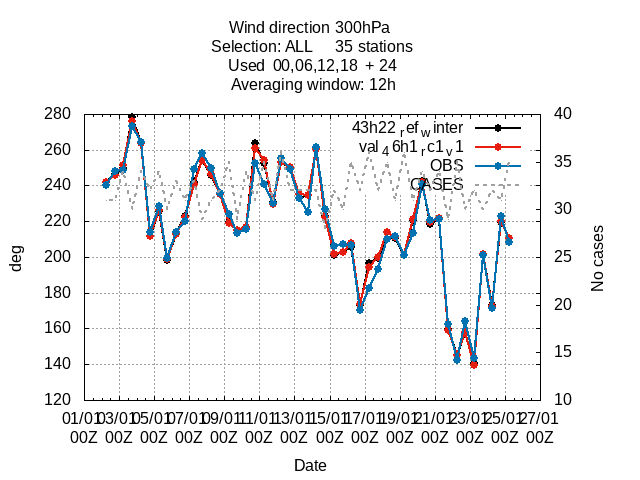 Wind direction 300hPa
Selection: ALL 35 stations
Used 00,06,12,18 + 24
Averaging window: 12h
280
260
240
220
200
180
160
140
120
deg
40
35
30
25
20
15
10
No cases
43h22_ref_winter
val_46h1_rc1_v1
OBS
CASES
01/01 03/01 05/01 07/01 09/01 11/01 13/01 15/01 17/01 19/01 21/01 23/01 25/01 27/01
00Z 00Z 00Z 00Z 00Z 00Z 00Z 00Z 00Z 00Z 00Z 00Z 00Z 00Z
Date